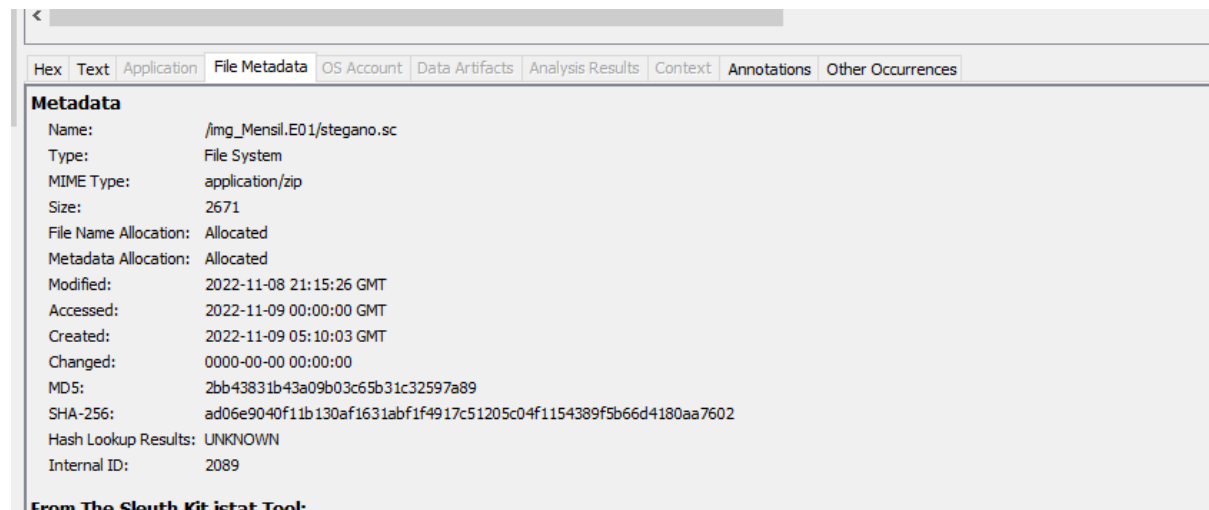 <
Hex Text Application File Metadata OS Account Data Artifacts Analysis Results Context Annotations Other Occurrences
Metadata
Name: /img_Mensil.E01/stegano.sc
Type: File System
MIME Type: application/zip
Size: 2671
File Name Allocation: Allocated
Metadata Allocation: Allocated
Modified: 2022-11-08 21:15:26 GMT
Accessed: 2022-11-09 00:00:00 GMT
Created: 2022-11-09 05:10:03 GMT
Changed: 0000-00-00 00:00:00
MD5: 2bb43831b43a09b03c65b31c32597a89
SHA-256: ad06e9040f11b130af1631abf1f4917c51205c04f1154389f5b66d4180aa7602
Hash Lookup Results: UNKNOWN
Internal ID: 2089
From The Sleuth Kit istat Tool: